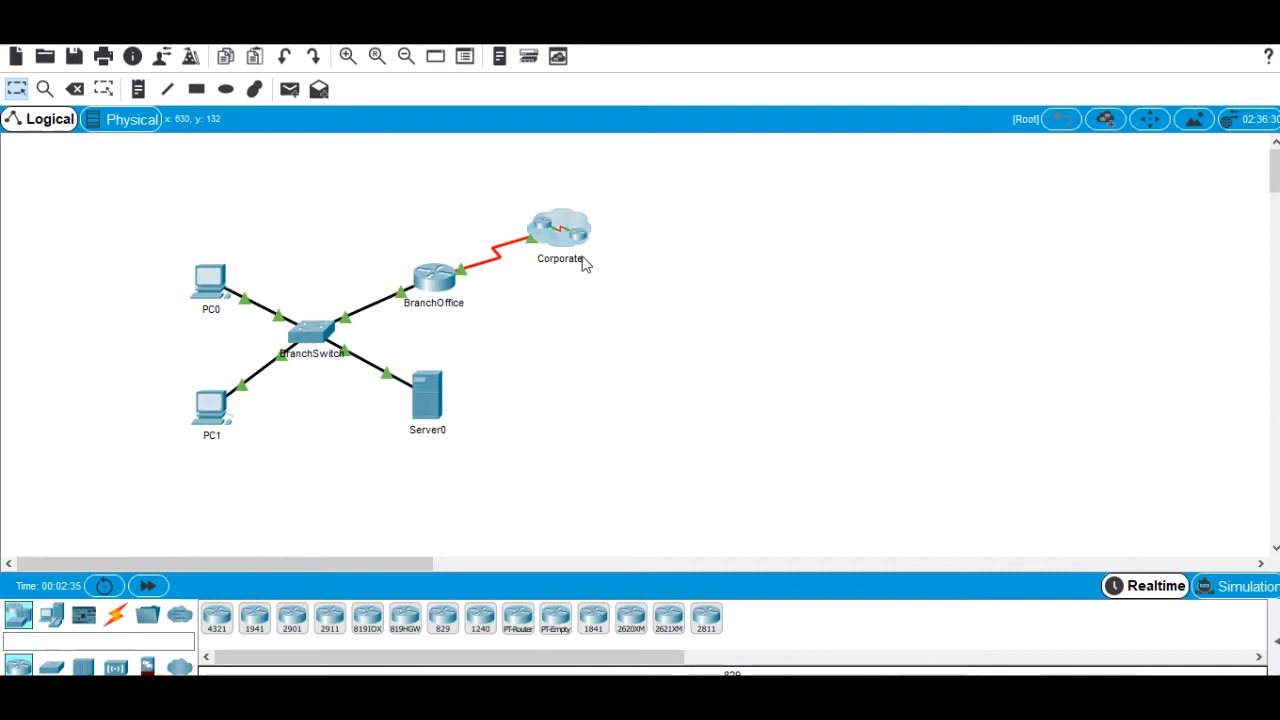 ?
Logical
Physical
x: 630, y: 132
[Root]
02:36:30
Corporate
PC0
BranchOffice
BranchSwitch
PC1
Server0
Time: 00:02:35
Realtime
Simulation
4321
1941
2901
2911
819IOX
819HGW
829
1240
PT-Router
PT-Empty
1841
2620XM
2621XM
2811
829